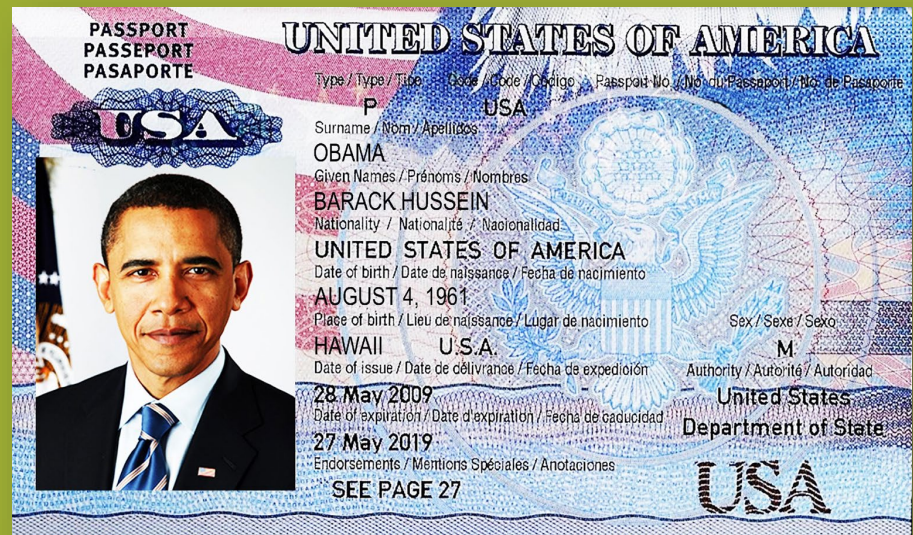 PASSPORT
PASSEPORT
PASAPORTE
UNITED STATES OF AMERICA
Type / Type / Tipo Code / Code / Código Passport No. / No. du Passeport / No. de Pasaporte
P USA
USA
Surname / Nom / Apellidos
OBAMA
Given Names / Prénoms / Nombres
BARACK HUSSEIN
Nationality / Nationalité / Nacionalidad
UNITED STATES OF AMERICA
Date of birth / Date de naissance / Fecha de nacimiento
AUGUST 4, 1961
Place of birth / Lieu de naissance / Lugar de nacimiento Sex / Sexe / Sexo
HAWAII U.S.A. M
Date of issue / Date de délivrance / Fecha de expedición Authority / Autorité / Autoridad
28 May 2009 United States
Date of expiration / Date d'expiration / Fecha de caducidad Department of State
27 May 2019
Endorsements / Mentions Spéciales / Anotaciones
SEE PAGE 27
USA